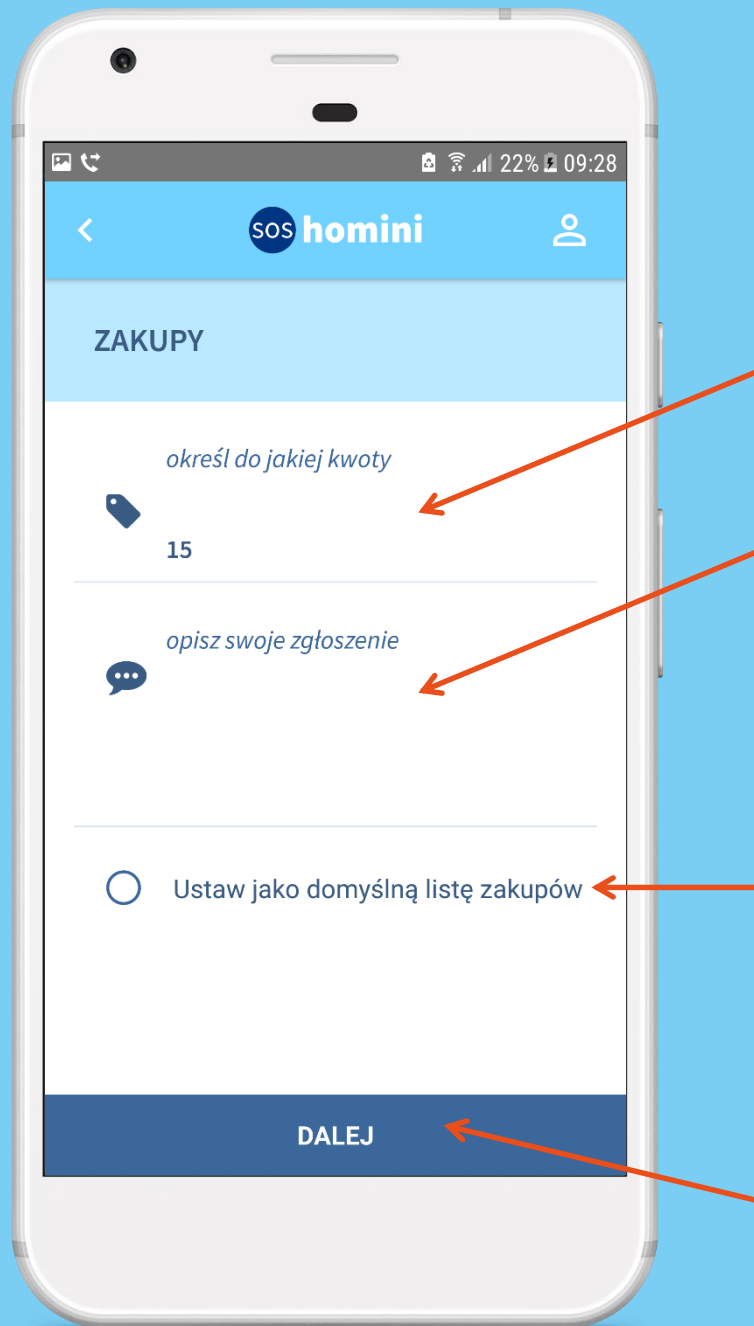 22% 09:28
sos homini
ZAKUPY
określ do jakiej kwoty
15
opisz swoje zgłoszenie
Ustaw jako domyślną listę zakupów
DALEJ